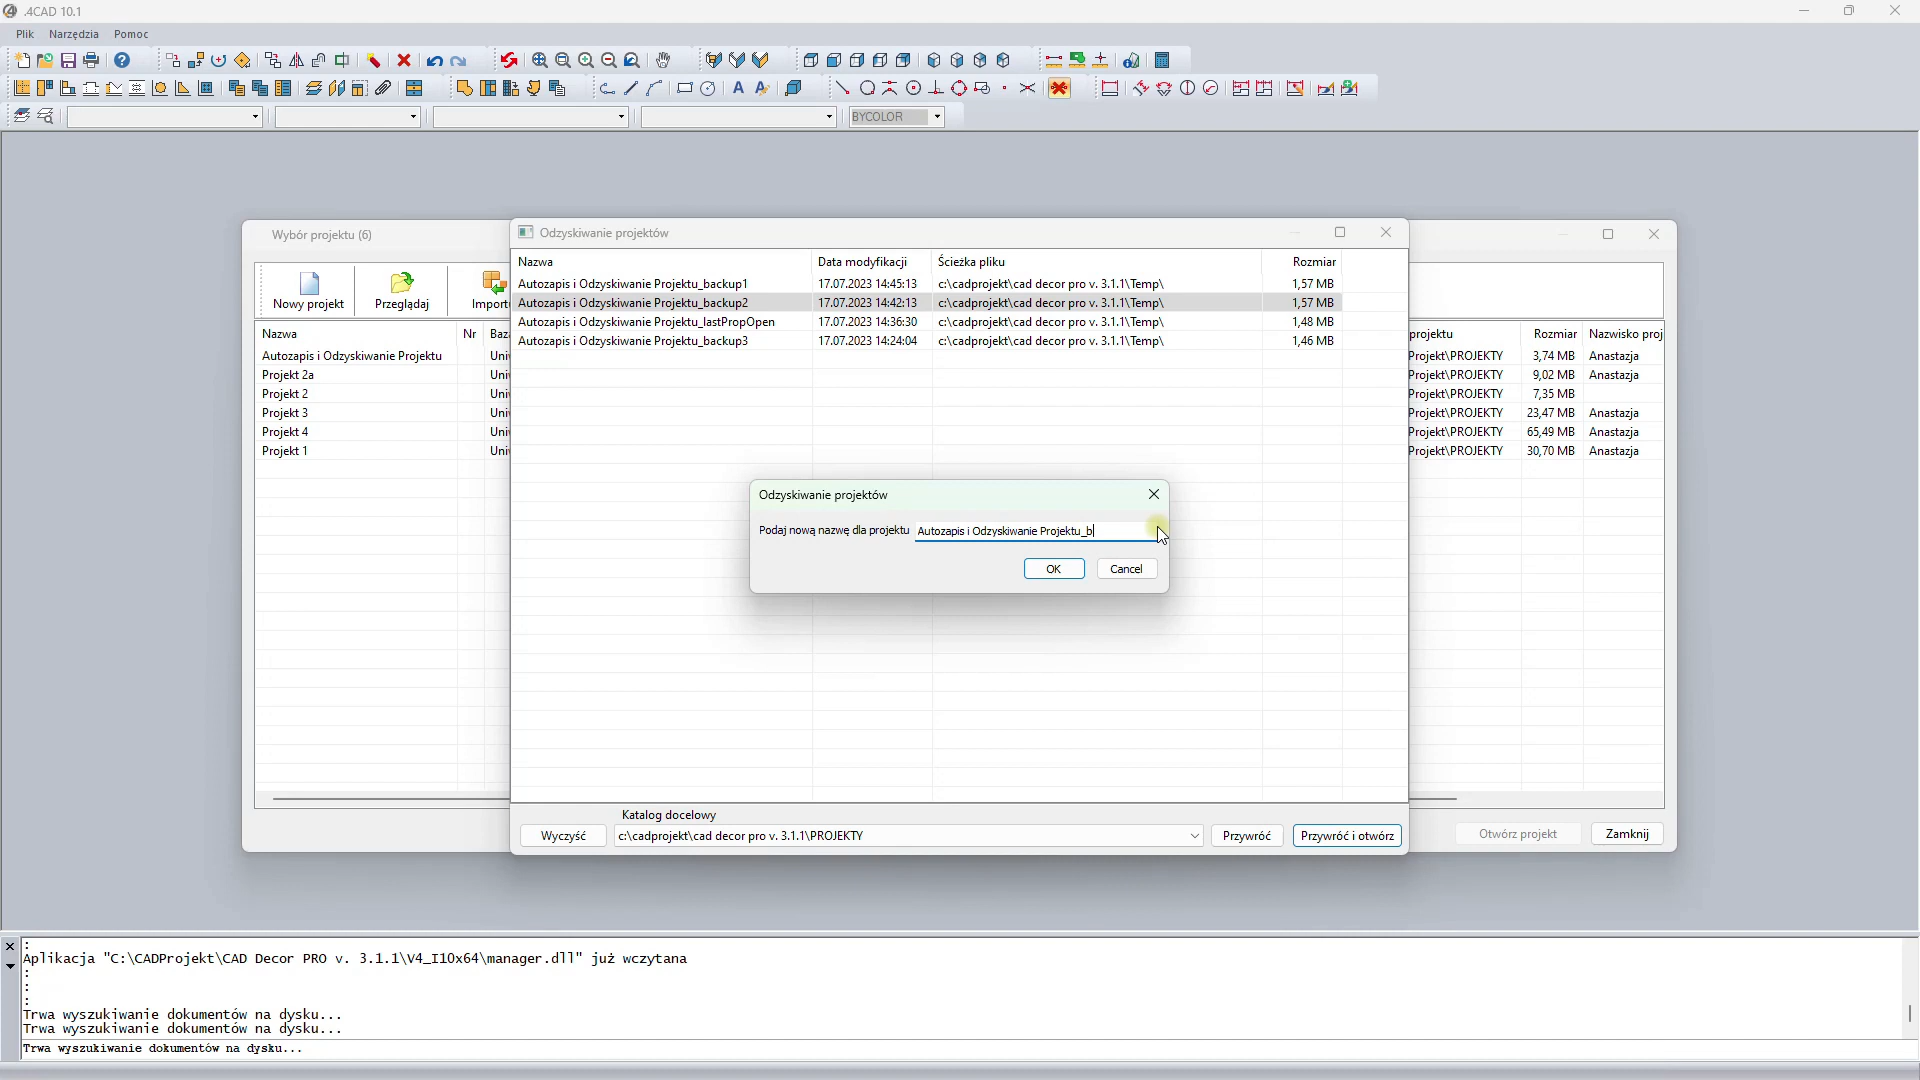 .4CAD 10.1
Plik Narzędzia Pomoc
BYCOLOR
Wybór projektu (6)
Nowy projekt Przeglądaj Import
Nazwa Nr Baza
Autozapis i Odzyskiwanie Projektu Uni
Projekt 2a Uni
Projekt 2 Uni
Projekt 3 Uni
Projekt 4 Uni
Projekt 1 Uni
Odzyskiwanie projektów
Nazwa Data modyfikacji Ścieżka pliku Rozmiar
Autozapis i Odzyskiwanie Projektu_backup1 17.07.2023 14:45:13 c:\cadprojekt\cad decor pro v. 3.1.1\Temp\ 1,57 MB
Autozapis i Odzyskiwanie Projektu_backup2 17.07.2023 14:42:13 c:\cadprojekt\cad decor pro v. 3.1.1\Temp\ 1,57 MB
Autozapis i Odzyskiwanie Projektu_lastPropOpen 17.07.2023 14:36:30 c:\cadprojekt\cad decor pro v. 3.1.1\Temp\ 1,48 MB
Autozapis i Odzyskiwanie Projektu_backup3 17.07.2023 14:24:04 c:\cadprojekt\cad decor pro v. 3.1.1\Temp\ 1,46 MB
projektu Rozmiar Nazwisko proj
Projekt\PROJEKTY 3,74 MB Anastazja
Projekt\PROJEKTY 9,02 MB Anastazja
Projekt\PROJEKTY 7,35 MB
Projekt\PROJEKTY 23,47 MB Anastazja
Projekt\PROJEKTY 65,49 MB Anastazja
Projekt\PROJEKTY 30,70 MB Anastazja
Odzyskiwanie projektów
Podaj nową nazwę dla projektu Autozapis i Odzyskiwanie Projektu_b
OK Cancel
Katalog docelowy
Wyczyść c:\cadprojekt\cad decor pro v. 3.1.1\PROJEKTY Przywróć Przywróć i otwórz
Otwórz projekt Zamknij
:
Aplikacja "C:\CADProjekt\CAD Decor PRO v. 3.1.1\V4_I10x64\manager.dll" już wczytana
:
:
:
Trwa wyszukiwanie dokumentów na dysku...
Trwa wyszukiwanie dokumentów na dysku...
Trwa wyszukiwanie dokumentów na dysku...